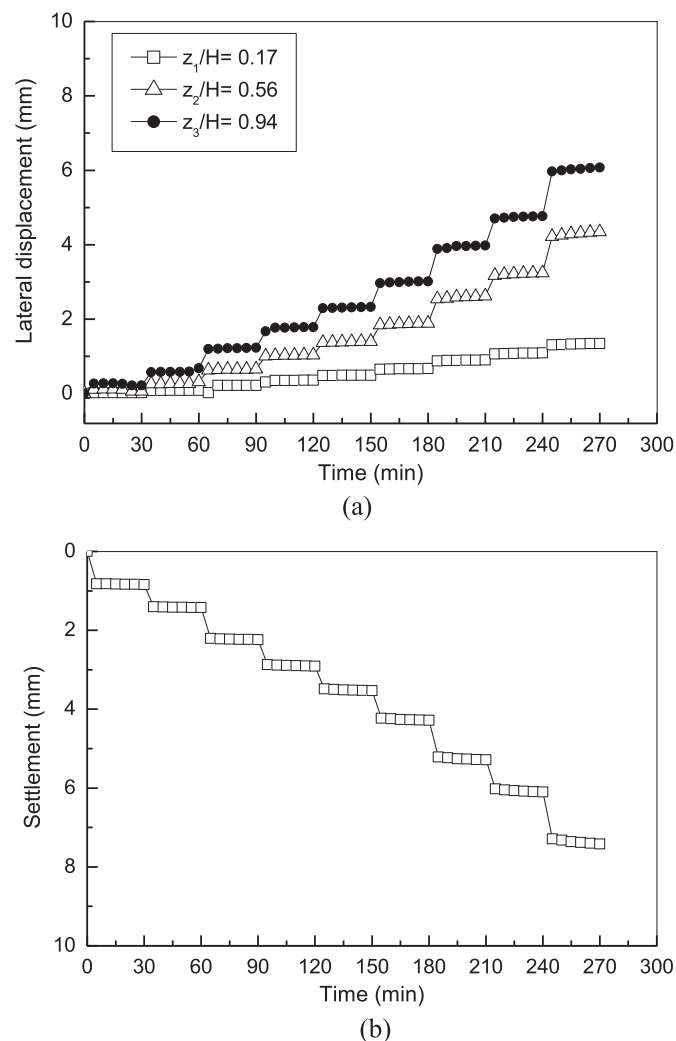 10
8
6
4
2
0
z₁/H= 0.17
z₂/H= 0.56
z₃/H= 0.94
Lateral displacement (mm)
0 30 60 90 120 150 180 210 240 270 300
Time (min)
(a)
0
2
4
6
8
10
Settlement (mm)
0 30 60 90 120 150 180 210 240 270 300
Time (min)
(b)